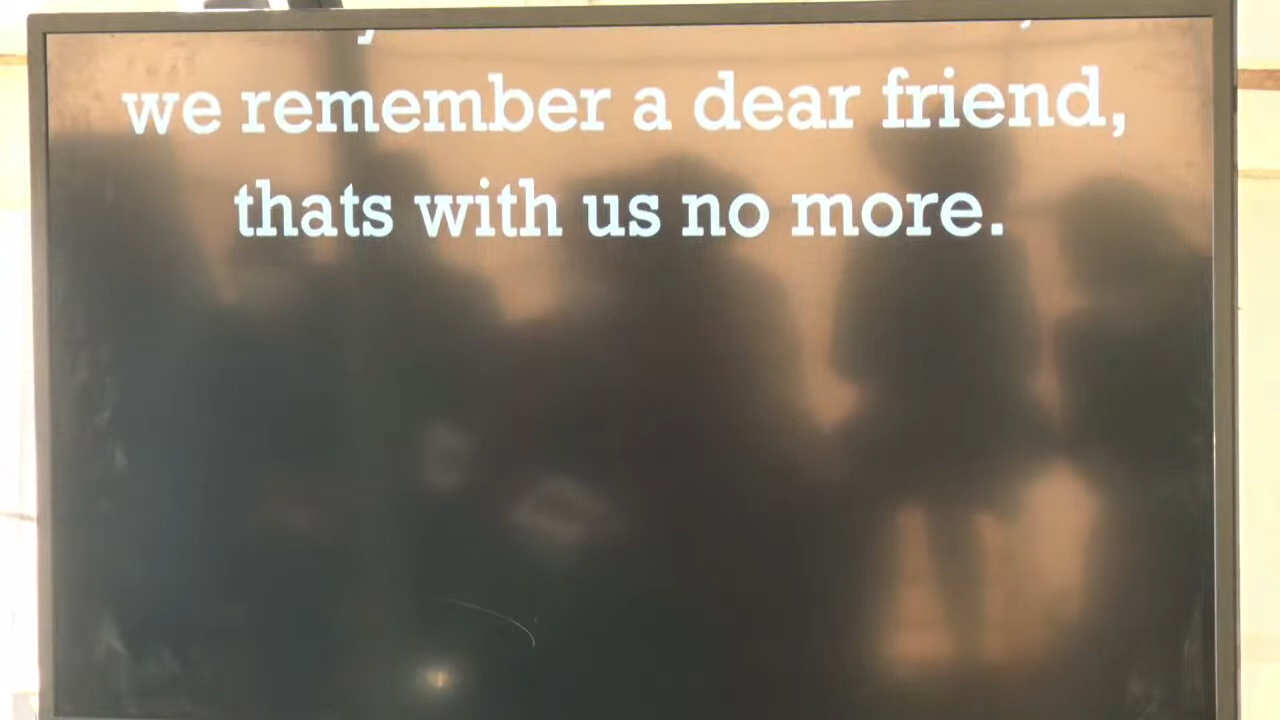 we remember a dear friend,
thats with us no more.